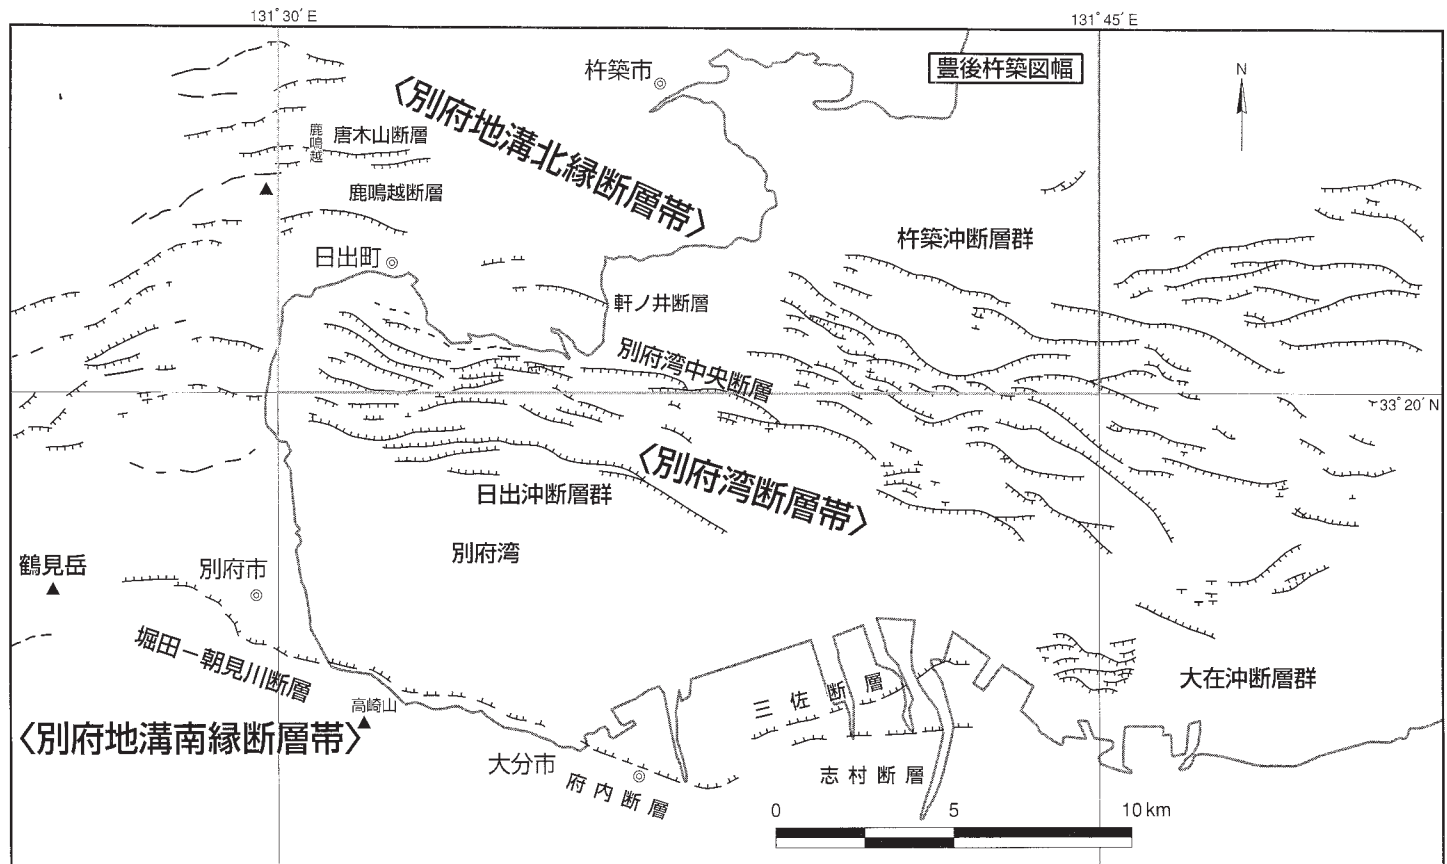 131°30′E
131°45′E
豊後杵築図幅
N
杵築市
〈別府地溝北縁断層帯〉
鹿鳴越
唐木山断層
鹿鳴越断層
日出町
杵築沖断層群
軒ノ井断層
別府湾中央断層
33°20′N
〈別府湾断層帯〉
日出沖断層群
別府湾
鶴見岳
別府市
堀田－朝見川断層
高崎山
〈別府地溝南縁断層帯〉
三佐断層
大在沖断層群
大分市
府内断層
志村断層
0 5 10 km